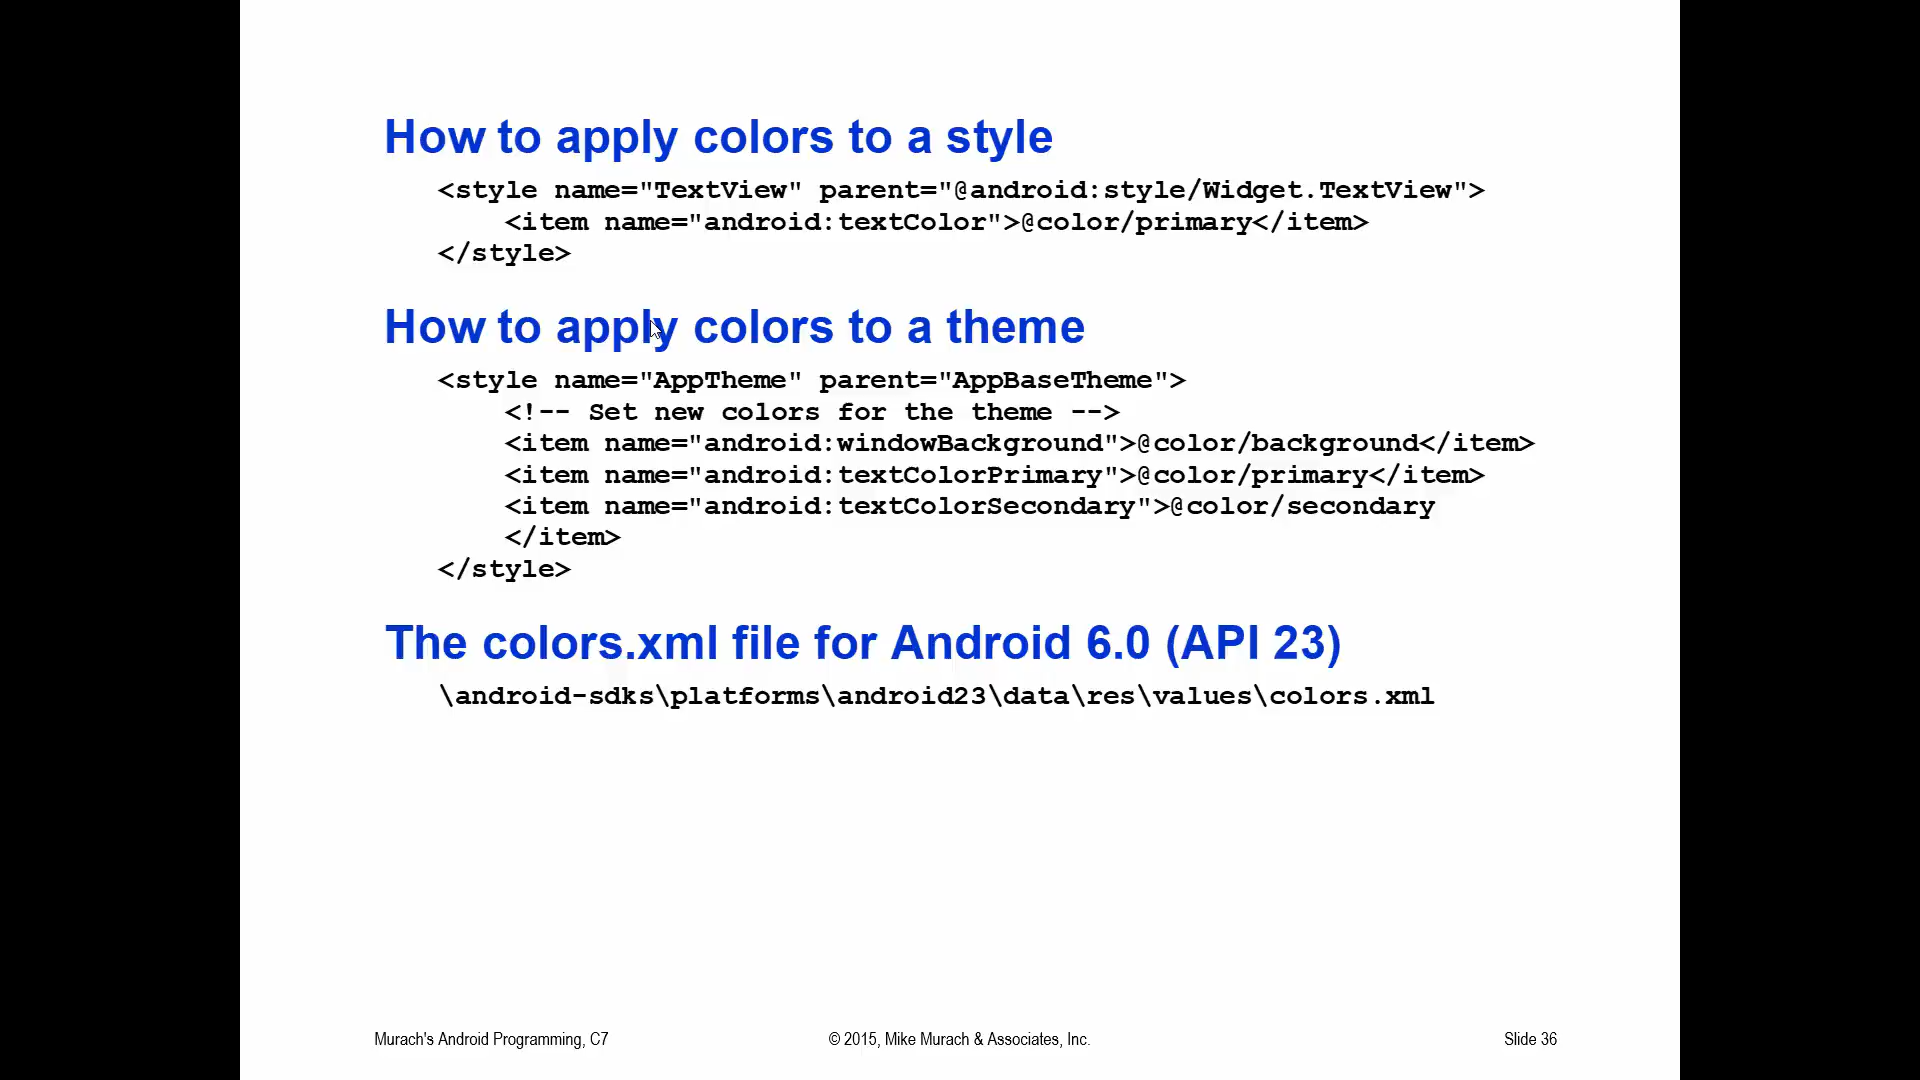 How to apply colors to a style
<style name="TextView" parent="@android:style/Widget.TextView">
<item name="android:textColor">@color/primary</item>
</style>
How to apply colors to a theme
<style name="AppTheme" parent="AppBaseTheme">
<!-- Set new colors for the theme -->
<item name="android:windowBackground">@color/background</item>
<item name="android:textColorPrimary">@color/primary</item>
<item name="android:textColorSecondary">@color/secondary
</item>
</style>
The colors.xml file for Android 6.0 (API 23)
\android-sdks\platforms\android23\data\res\values\colors.xml
Murach's Android Programming, C7
© 2015, Mike Murach & Associates, Inc.
Slide 36